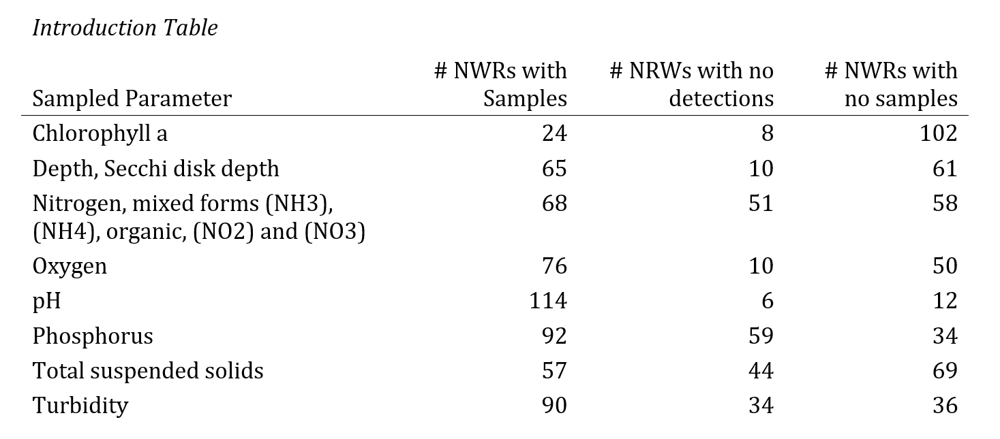 Introduction Table
# NWRs with # NRWs with no # NWRs with
Sampled Parameter Samples detections no samples
Chlorophyll a 24 8 102
Depth, Secchi disk depth 65 10 61
Nitrogen, mixed forms (NH3), 68 51 58
(NH4), organic, (NO2) and (NO3)
Oxygen 76 10 50
pH 114 6 12
Phosphorus 92 59 34
Total suspended solids 57 44 69
Turbidity 90 34 36